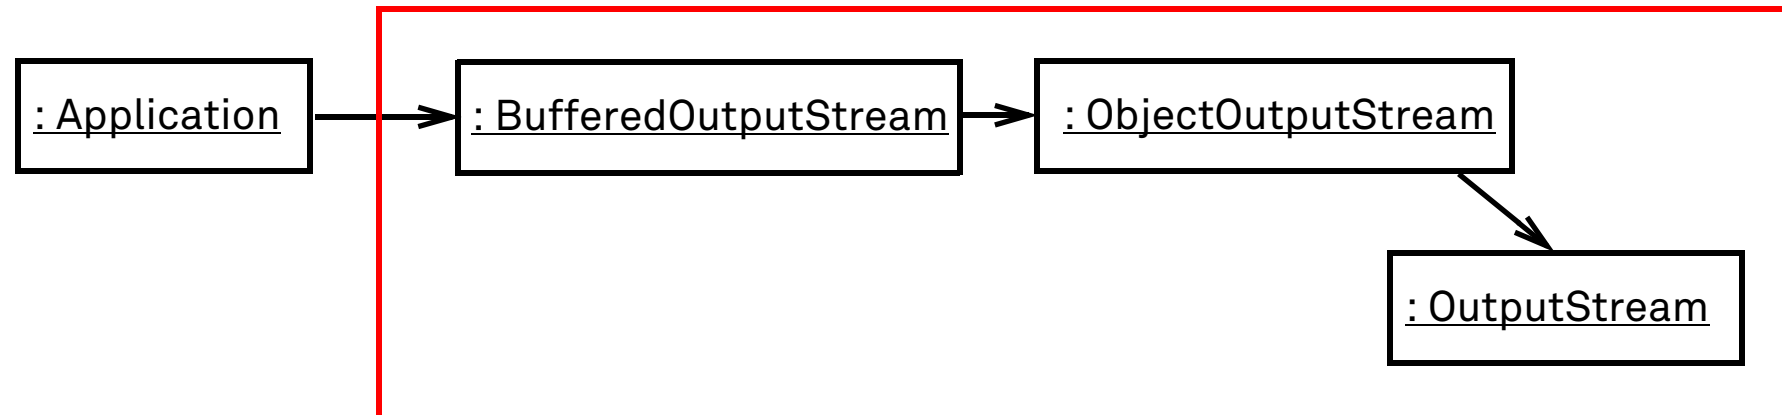 : Application
: BufferedOutputStream
: ObjectOutputStream
: OutputStream